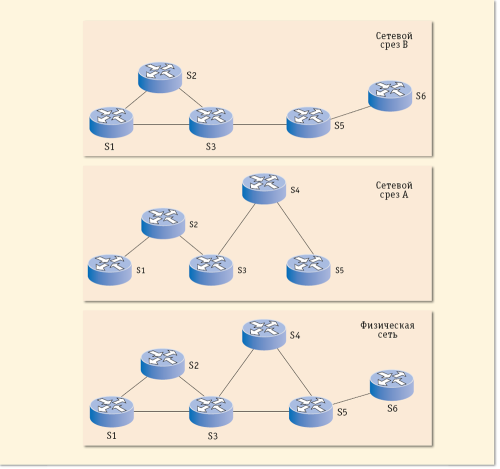 Сетевой
срез B
S2
S6
S1
S3
S5
Сетевой
срез A
S4
S2
S1
S3
S5
Физическая
сеть
S4
S2
S5
S6
S1
S3